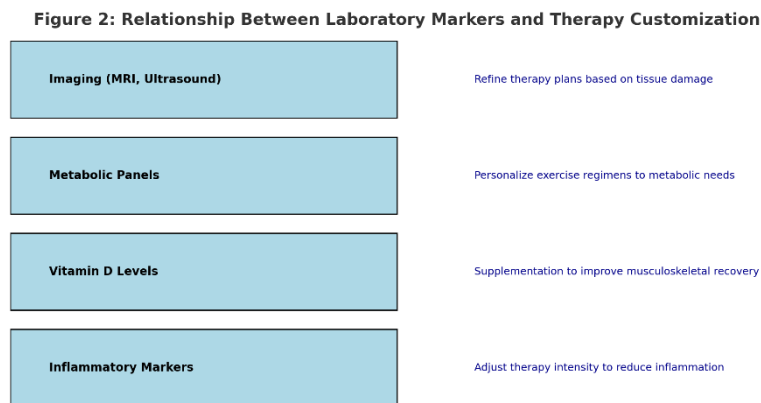 Figure 2: Relationship Between Laboratory Markers and Therapy Customization
Imaging (MRI, Ultrasound)
Refine therapy plans based on tissue damage
Metabolic Panels
Personalize exercise regimens to metabolic needs
Vitamin D Levels
Supplementation to improve musculoskeletal recovery
Inflammatory Markers
Adjust therapy intensity to reduce inflammation